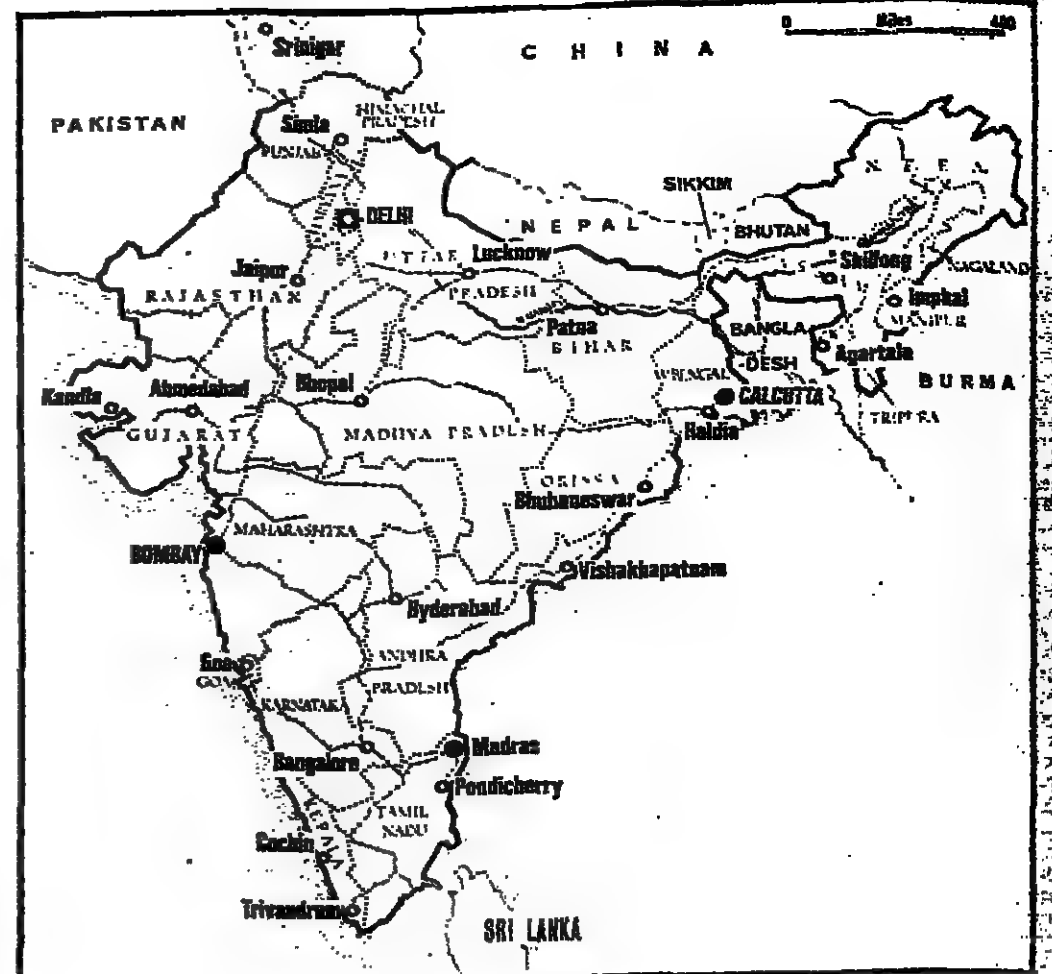 0 Miles 400
CHINA
Srinigar
PAKISTAN
HIMACHAL
PRADESH
Simla
PUNJAB
N. E. F. A.
SIKKIM
DELHI
NEPAL
BHUTAN
UTTAR
Lucknow
Shillong
NAGALAND
Jaipur
RAJASTHAN
PRADESH
Imphal
MANIPUR
Patna
BIHAR
BANGLA
DESH
Agartala
W BENGAL
BURMA
Kandla
Ahmedabad
Bhopal
CALCUTTA
TRIPURA
Haldia
GUJARAT
MADHYA PRADESH
ORISSA
Bhubaneswar
MAHARASHTRA
BOMBAY
Vishakhapatnam
Hyderabad
ANDHRA
PRADESH
Goa
GOA
KARNATAKA
Madras
Bangalore
Pondicherry
TAMIL
NADU
KERALA
Cochin
Trivandrum
SRI LANKA